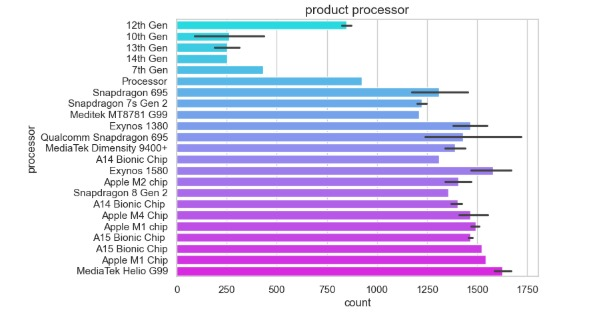 product processor
12th Gen
10th Gen
13th Gen
14th Gen
7th Gen
Processor
Snapdragon 695
Snapdragon 7s Gen 2
Meditek MT8781 G99
Exynos 1380
Qualcomm Snapdragon 695
MediaTek Dimensity 9400+
A14 Bionic Chip
Exynos 1580
Apple M2 chip
Snapdragon 8 Gen 2
A14 Bionic Chip
Apple M4 Chip
Apple M1 chip
A15 Bionic Chip
A15 Bionic Chip
Apple M1 Chip
MediaTek Helio G99
processor
0 250 500 750 1000 1250 1500 1750
count